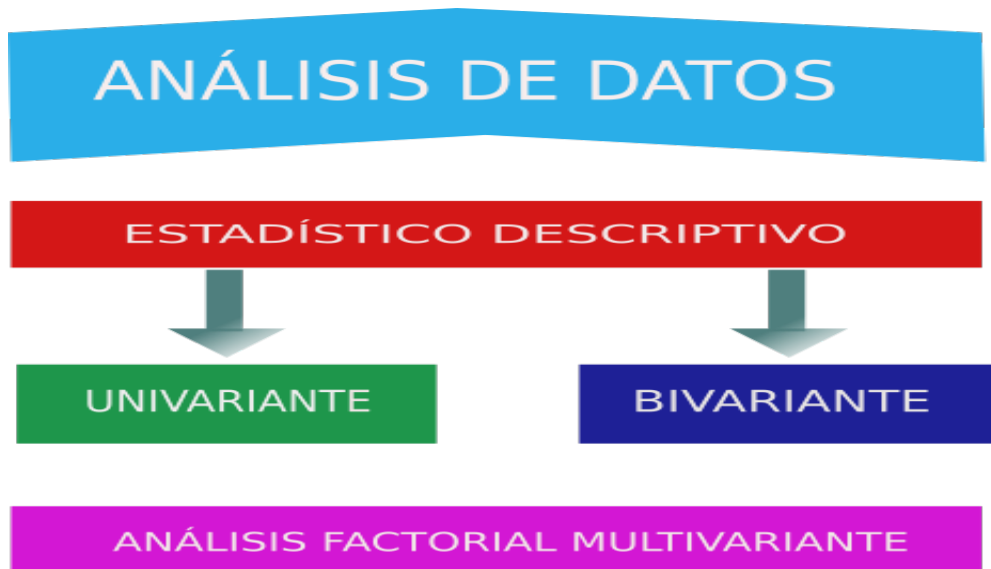 ANÁLISIS DE DATOS
ESTADÍSTICO DESCRIPTIVO
UNIVARIANTE
BIVARIANTE
ANÁLISIS FACTORIAL MULTIVARIANTE